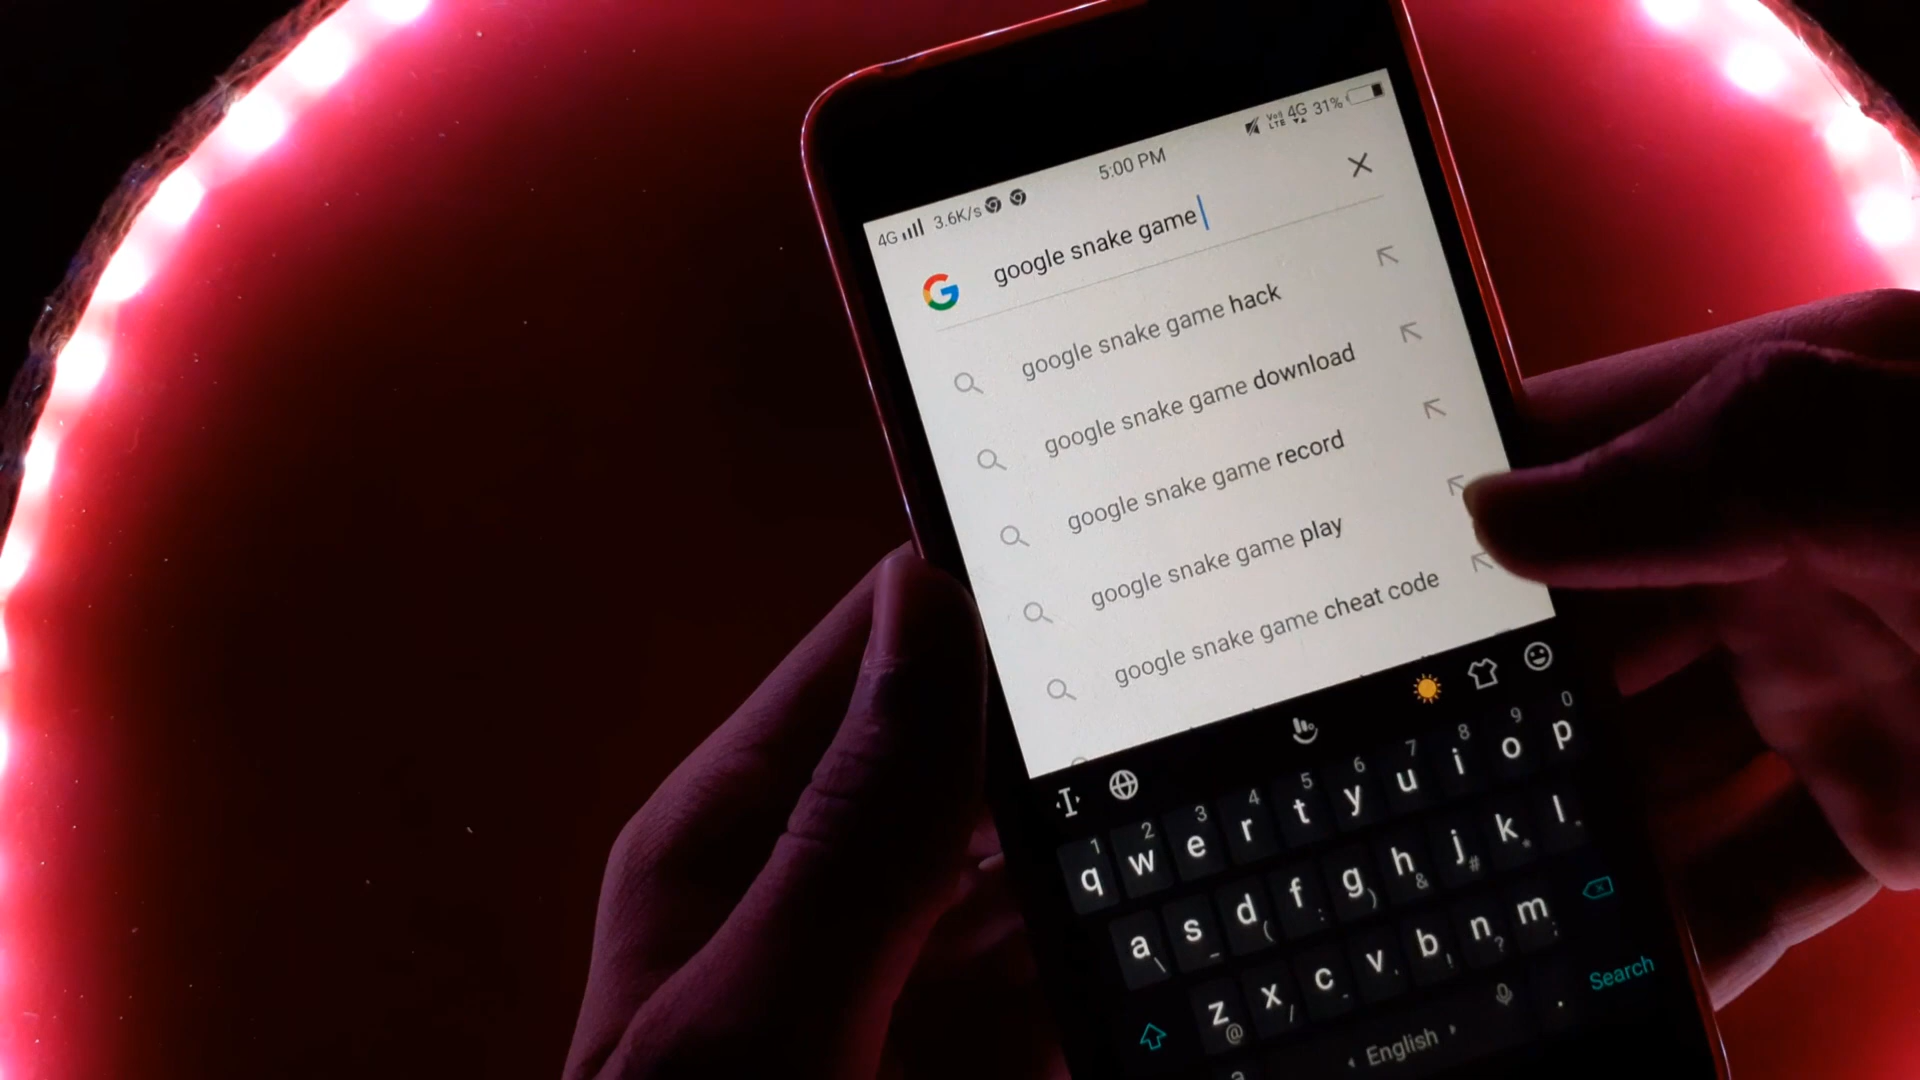 4G 3.6K/s 5:00 PM VoLTE 4G 31%
google snake game
google snake game hack
google snake game download
google snake game record
google snake game play
google snake game cheat code
1 2 3 4 5 6 7 8 9 0
q w e r t y u i o p
a s d f g h j k l
\ _ ( : ) & # *
z x c v b n m
@ / - ' ! ? ;
English . Search